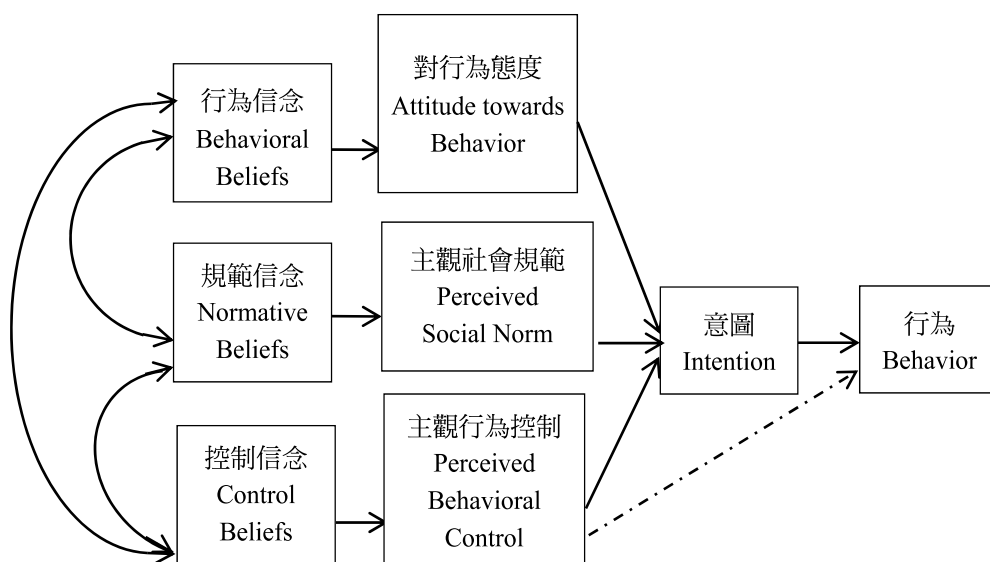 行為信念
Behavioral
Beliefs
對行為態度
Attitude towards
Behavior
規範信念
Normative
Beliefs
主觀社會規範
Perceived
Social Norm
控制信念
Control
Beliefs
主觀行為控制
Perceived
Behavioral
Control
意圖
Intention
行為
Behavior